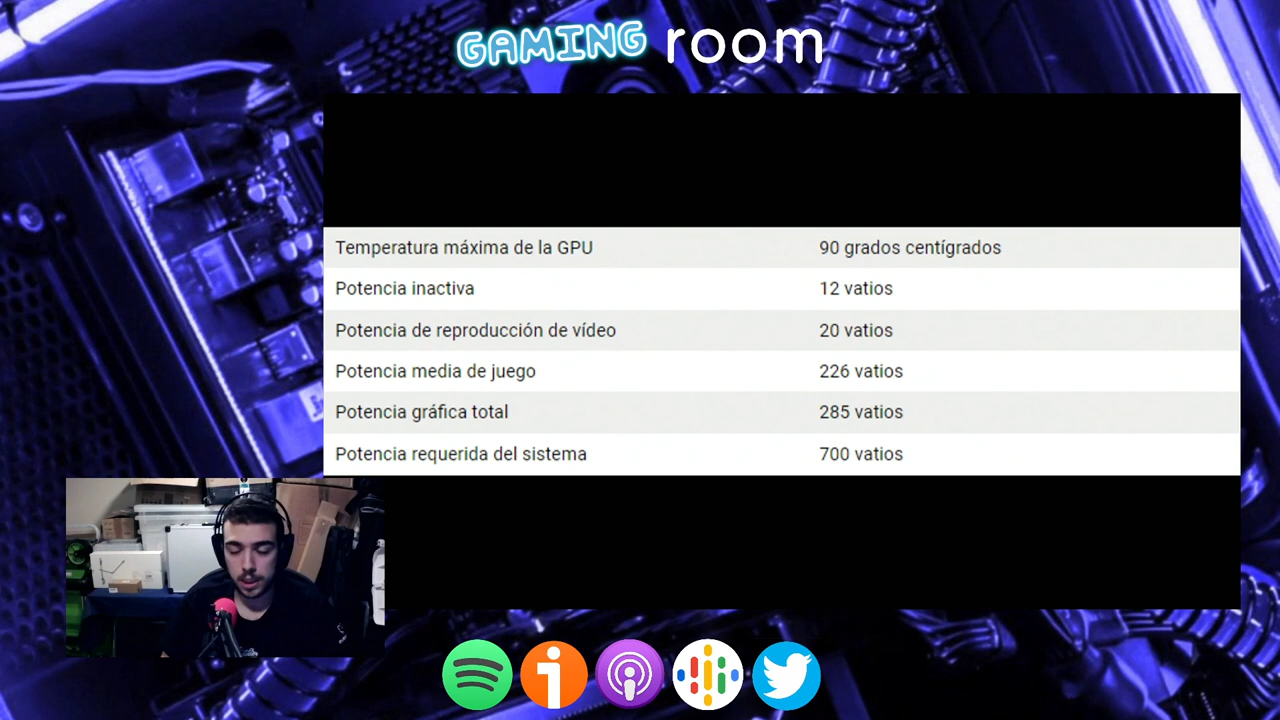 GAMING room
Temperatura máxima de la GPU 90 grados centígrados
Potencia inactiva 12 vatios
Potencia de reproducción de vídeo 20 vatios
Potencia media de juego 226 vatios
Potencia gráfica total 285 vatios
Potencia requerida del sistema 700 vatios